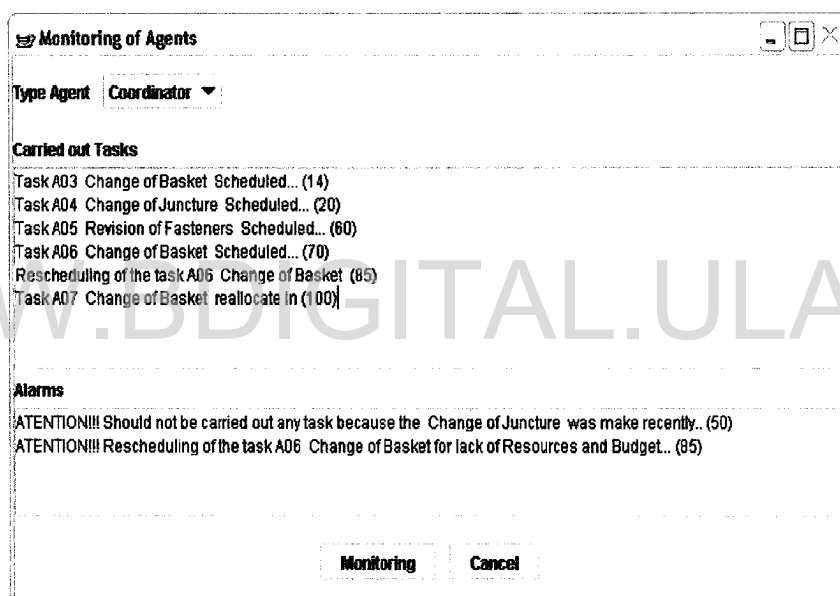 Monitoring of Agents
Type Agent Coordinator
Carried out Tasks
Task A03 Change of Basket Scheduled... (14)
Task A04 Change of Juncture Scheduled... (20)
Task A05 Revision of Fasteners Scheduled... (60)
Task A06 Change of Basket Scheduled... (70)
Rescheduling of the task A06 Change of Basket (85)
Task A07 Change of Basket reallocate in (100)
W.BDIGITAL.ULA
Alarms
ATENTION!!! Should not be carried out any task because the Change of Juncture was make recently.. (50)
ATENTION!!! Rescheduling of the task A06 Change of Basket for lack of Resources and Budget... (85)
Monitoring Cancel